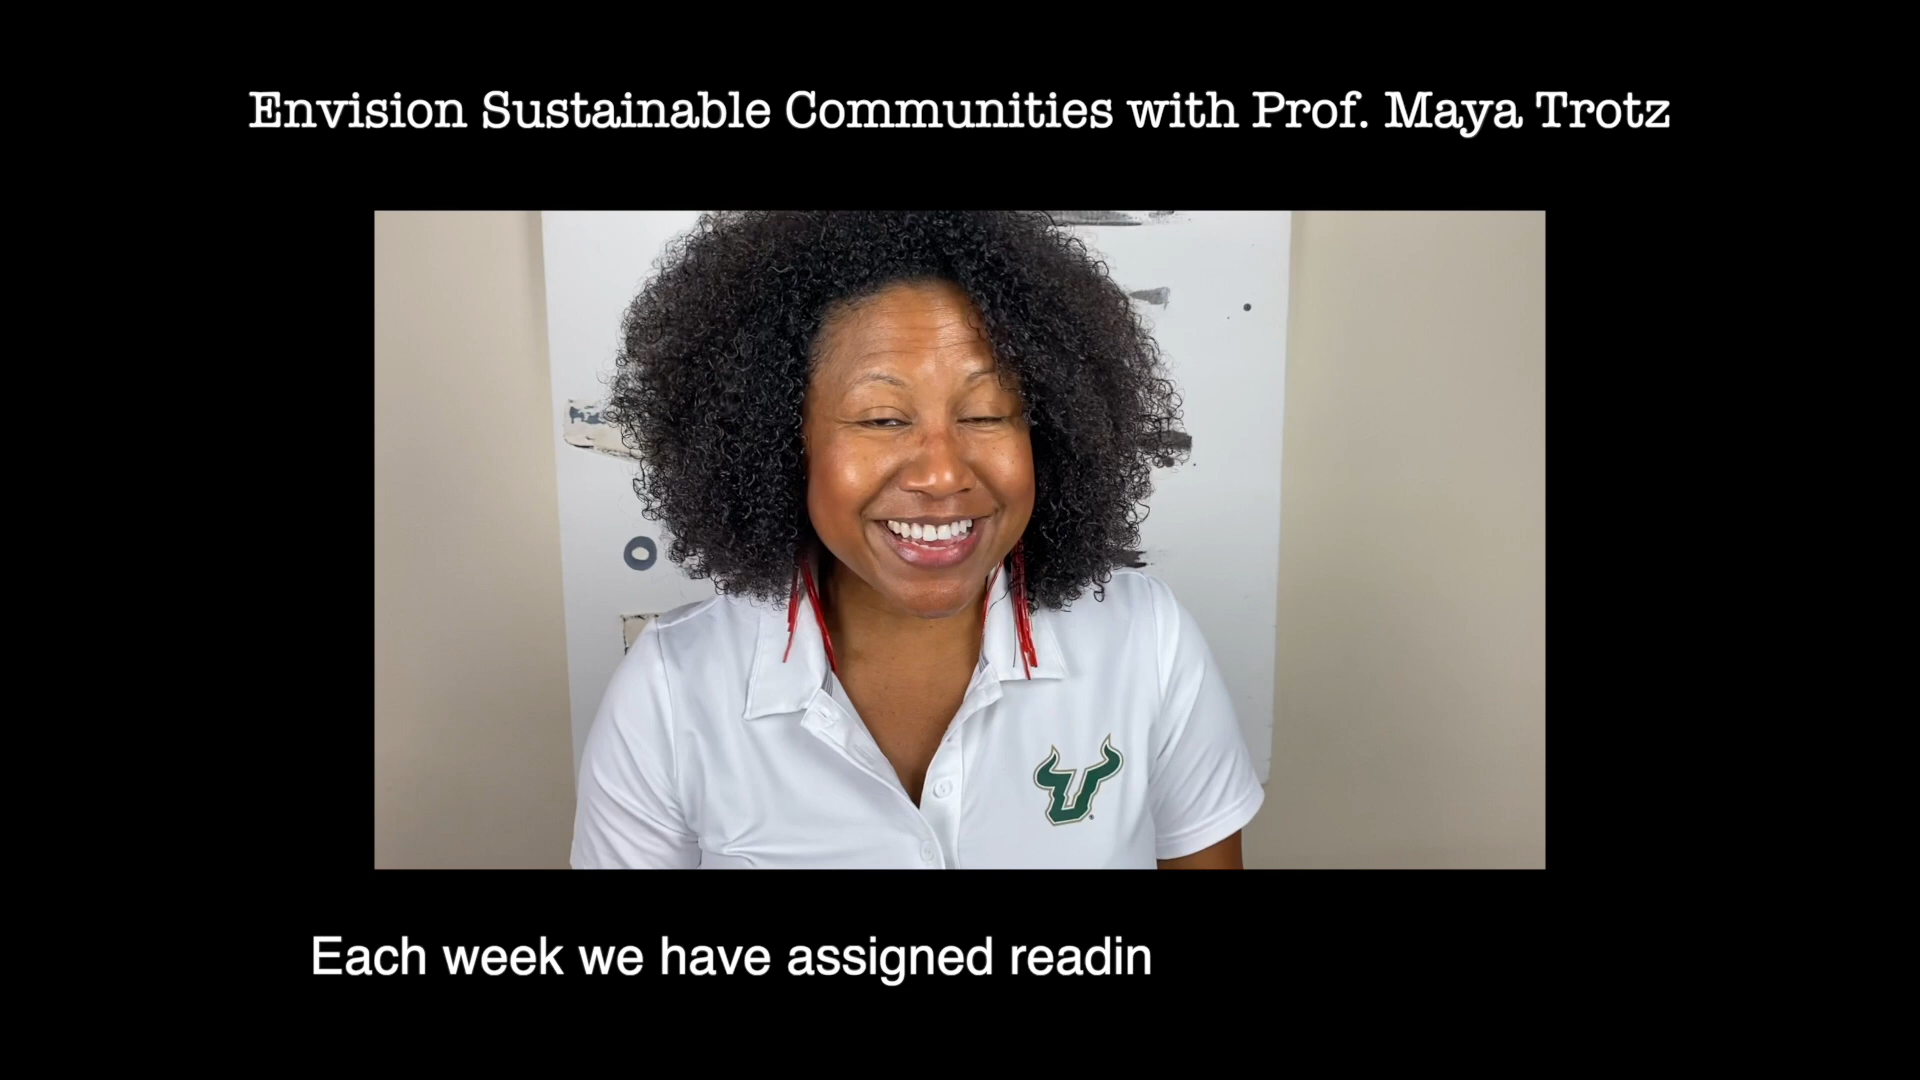 Envision Sustainable Communities with Prof. Maya Trotz
Each week we have assigned readin